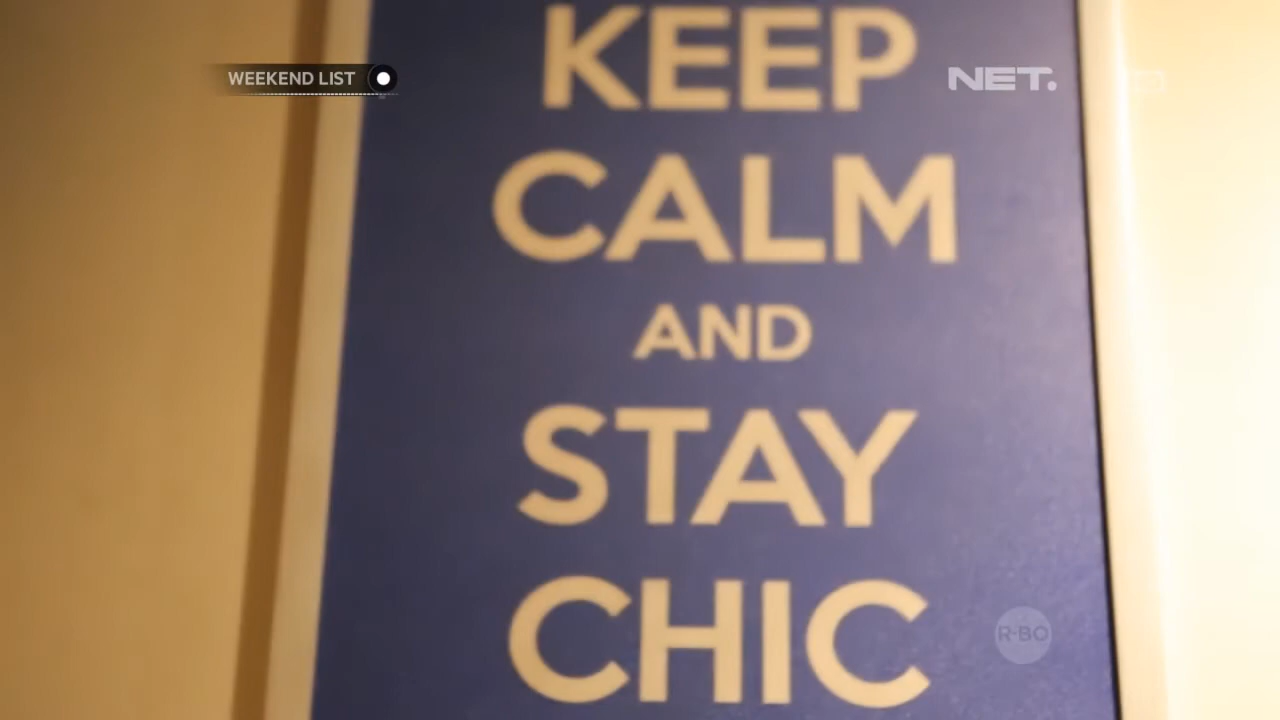 WEEKEND LIST
NET.
KEEP
CALM
AND
STAY
CHIC
R-BO